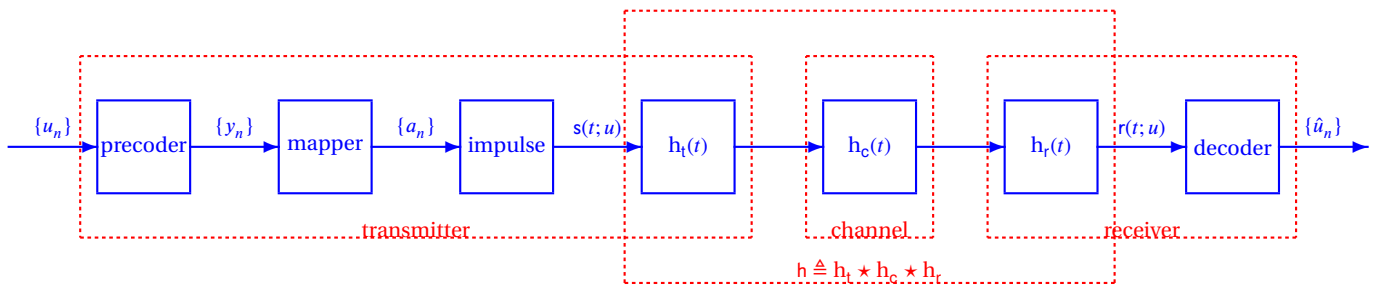 {u_n} precoder {y_n} mapper {a_n} impulse s(t; u) h_t(t) h_c(t) h_r(t) r(t; u) decoder {û_n}
transmitter channel receiver
h ≜ h_t ⋆ h_c ⋆ h_r